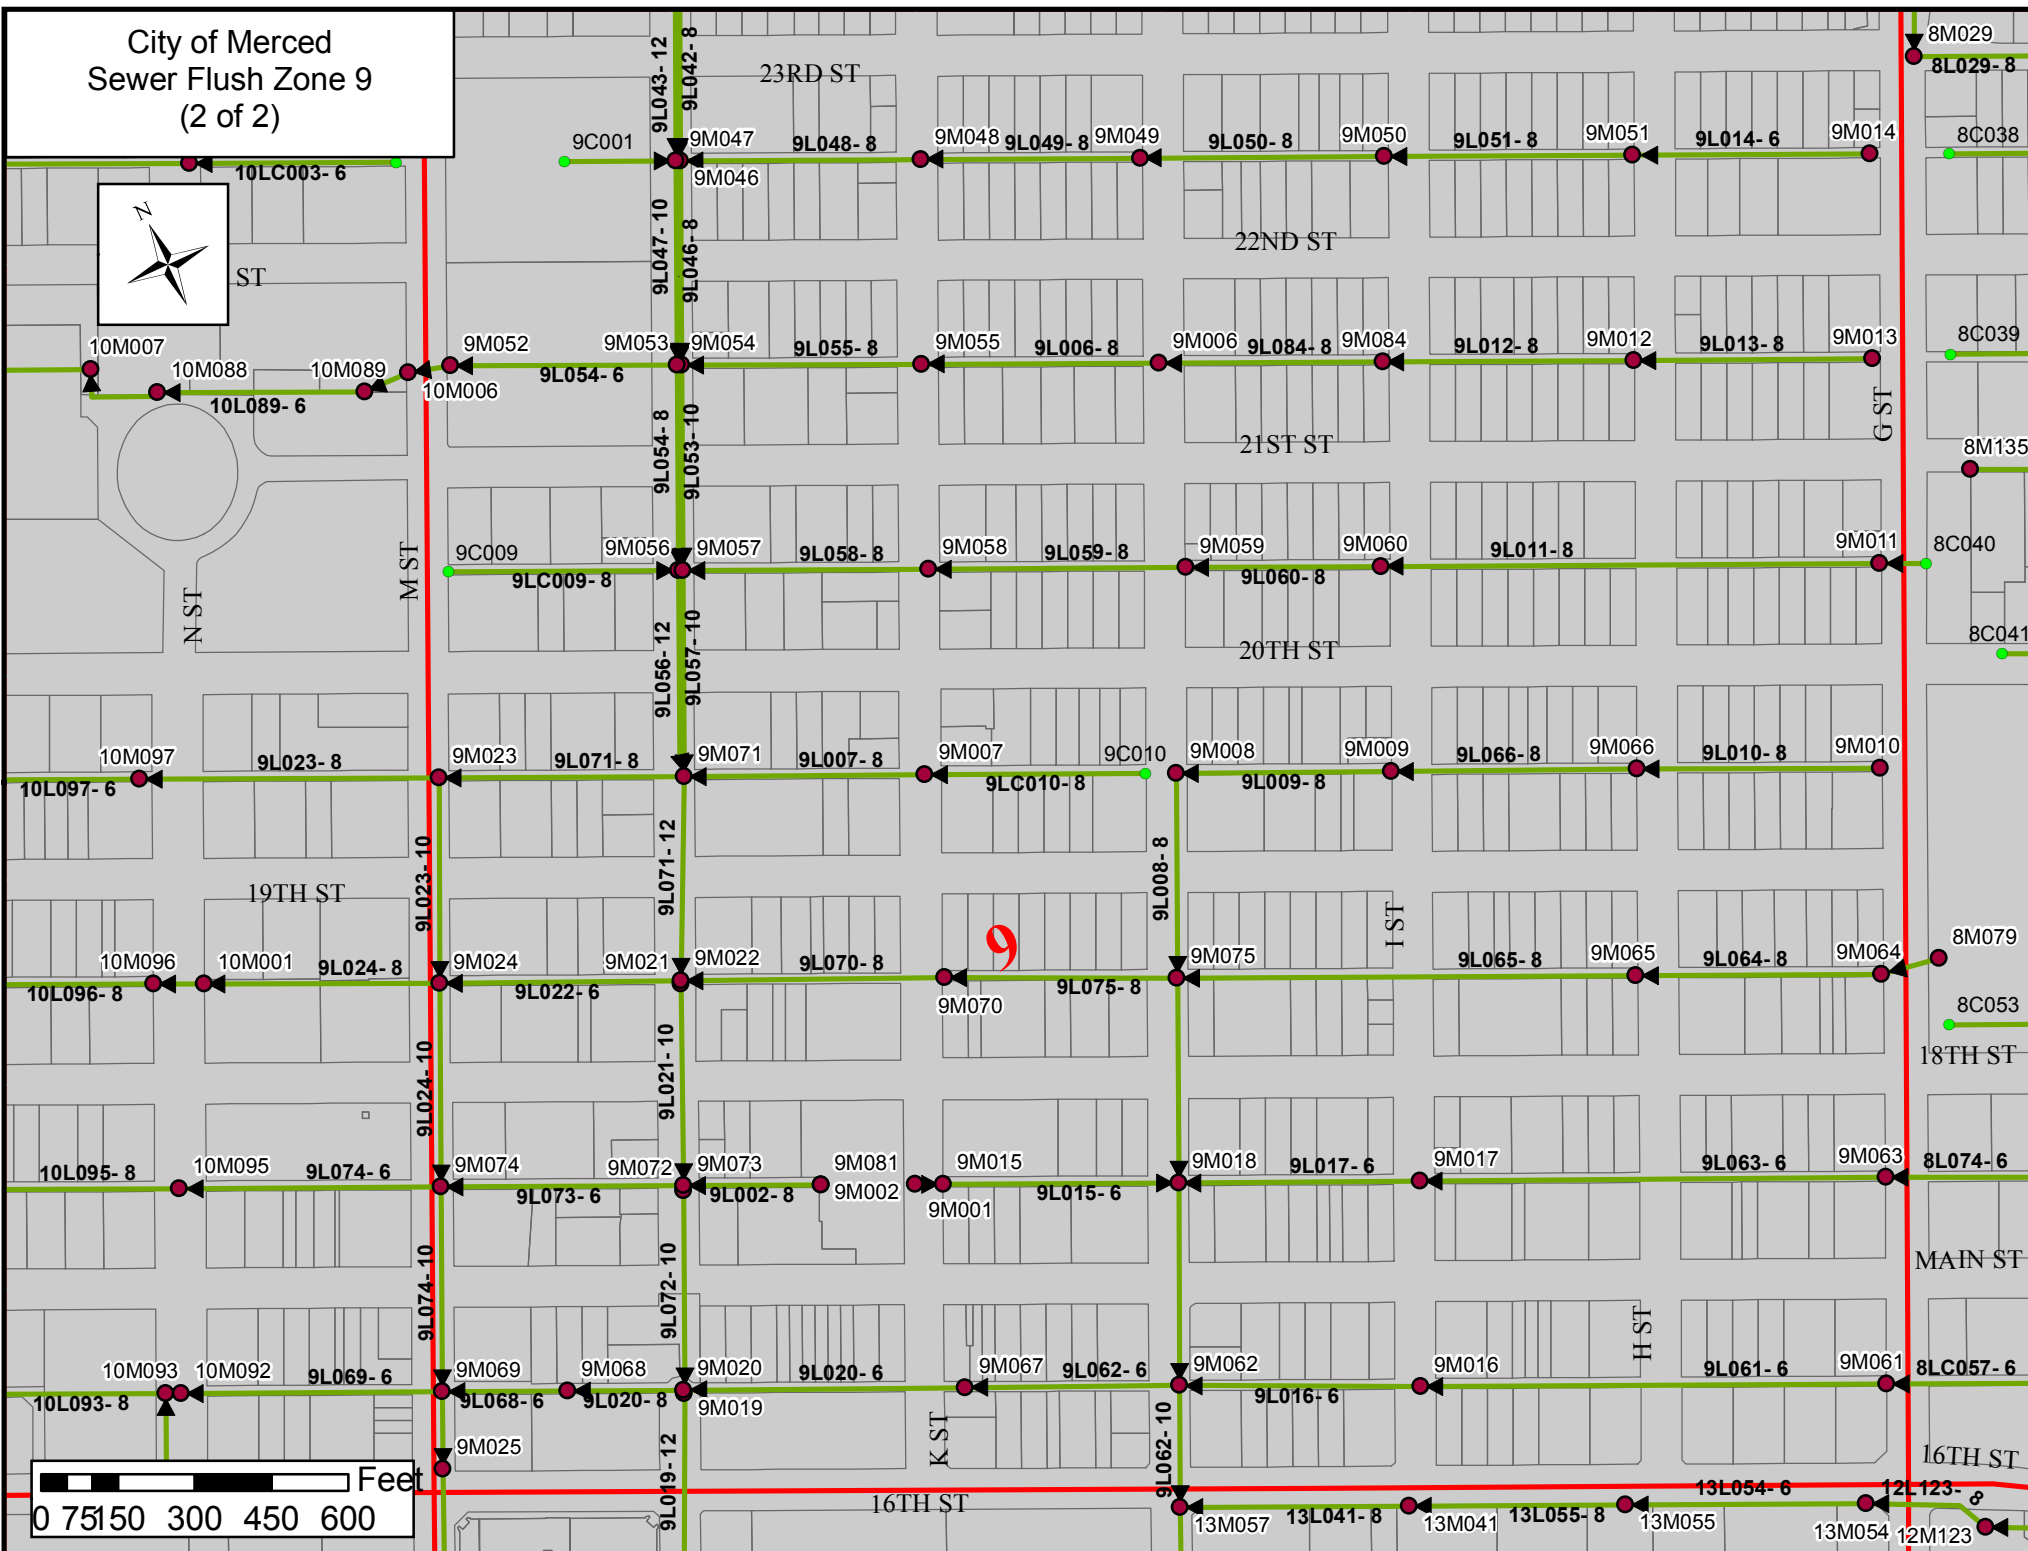 City of Merced
Sewer Flush Zone 9
(2 of 2)
N
23RD ST
9L043- 12
9L042- 8
8M029
8L029- 8
10LC003- 6
9C001
9M047
9M046
9L048- 8
9M048
9L049- 8
9M049
9L050- 8
9M050
9L051- 8
9M051
9L014- 6
9M014
8C038
9L047- 10
9L046- 8
22ND ST
ST
10M007
10M088
10M089
10M006
10L089- 6
9M052
9L054- 6
9M053
9M054
9L055- 8
9M055
9L006- 8
9M006
9L084- 8
9M084
9L012- 8
9M012
9L013- 8
9M013
8C039
G ST
9L054- 8
9L053- 10
21ST ST
8M135
M ST
N ST
9C009
9LC009- 8
9M056
9M057
9L058- 8
9M058
9L059- 8
9M059
9L060- 8
9M060
9L011- 8
9M011
8C040
8C041
9L056- 12
9L057- 10
20TH ST
10M097
10L097- 6
9L023- 8
9M023
9L071- 8
9M071
9L007- 8
9M007
9LC010- 8
9C010
9M008
9L009- 8
9M009
9L066- 8
9M066
9L010- 8
9M010
9L023- 10
9L071- 12
9L008- 8
19TH ST
9
I ST
10M096
10L096- 8
10M001
9L024- 8
9M024
9L022- 6
9M021
9M022
9L070- 8
9M070
9L075- 8
9M075
9L065- 8
9M065
9L064- 8
9M064
8M079
8C053
18TH ST
9L024- 10
9L021- 10
10L095- 8
10M095
9L074- 6
9M074
9L073- 6
9M072
9M073
9L002- 8
9M081
9M002
9M015
9M001
9L015- 6
9M018
9L017- 6
9M017
9L063- 6
9M063
8L074- 6
MAIN ST
9L074- 10
9L072- 10
H ST
10M093
10L093- 8
10M092
9L069- 6
9M069
9L068- 6
9M068
9L020- 8
9M020
9M019
9L020- 6
9M067
9L062- 6
9M062
9L016- 6
9M016
9L061- 6
9M061
8LC057- 6
K ST
9M025
9L019- 12
9L062- 10
16TH ST
16TH ST
13M057
13L041- 8
13M041
13L055- 8
13M055
13L054- 6
13M054
12L123- 8
12M123
Feet
0 75 150 300 450 600